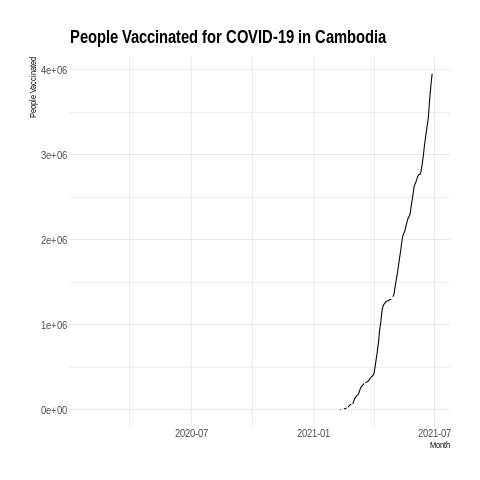 People Vaccinated for COVID-19 in Cambodia
People Vaccinated
4e+06
3e+06
2e+06
1e+06
0e+00
2020-07 2021-01 2021-07
Month